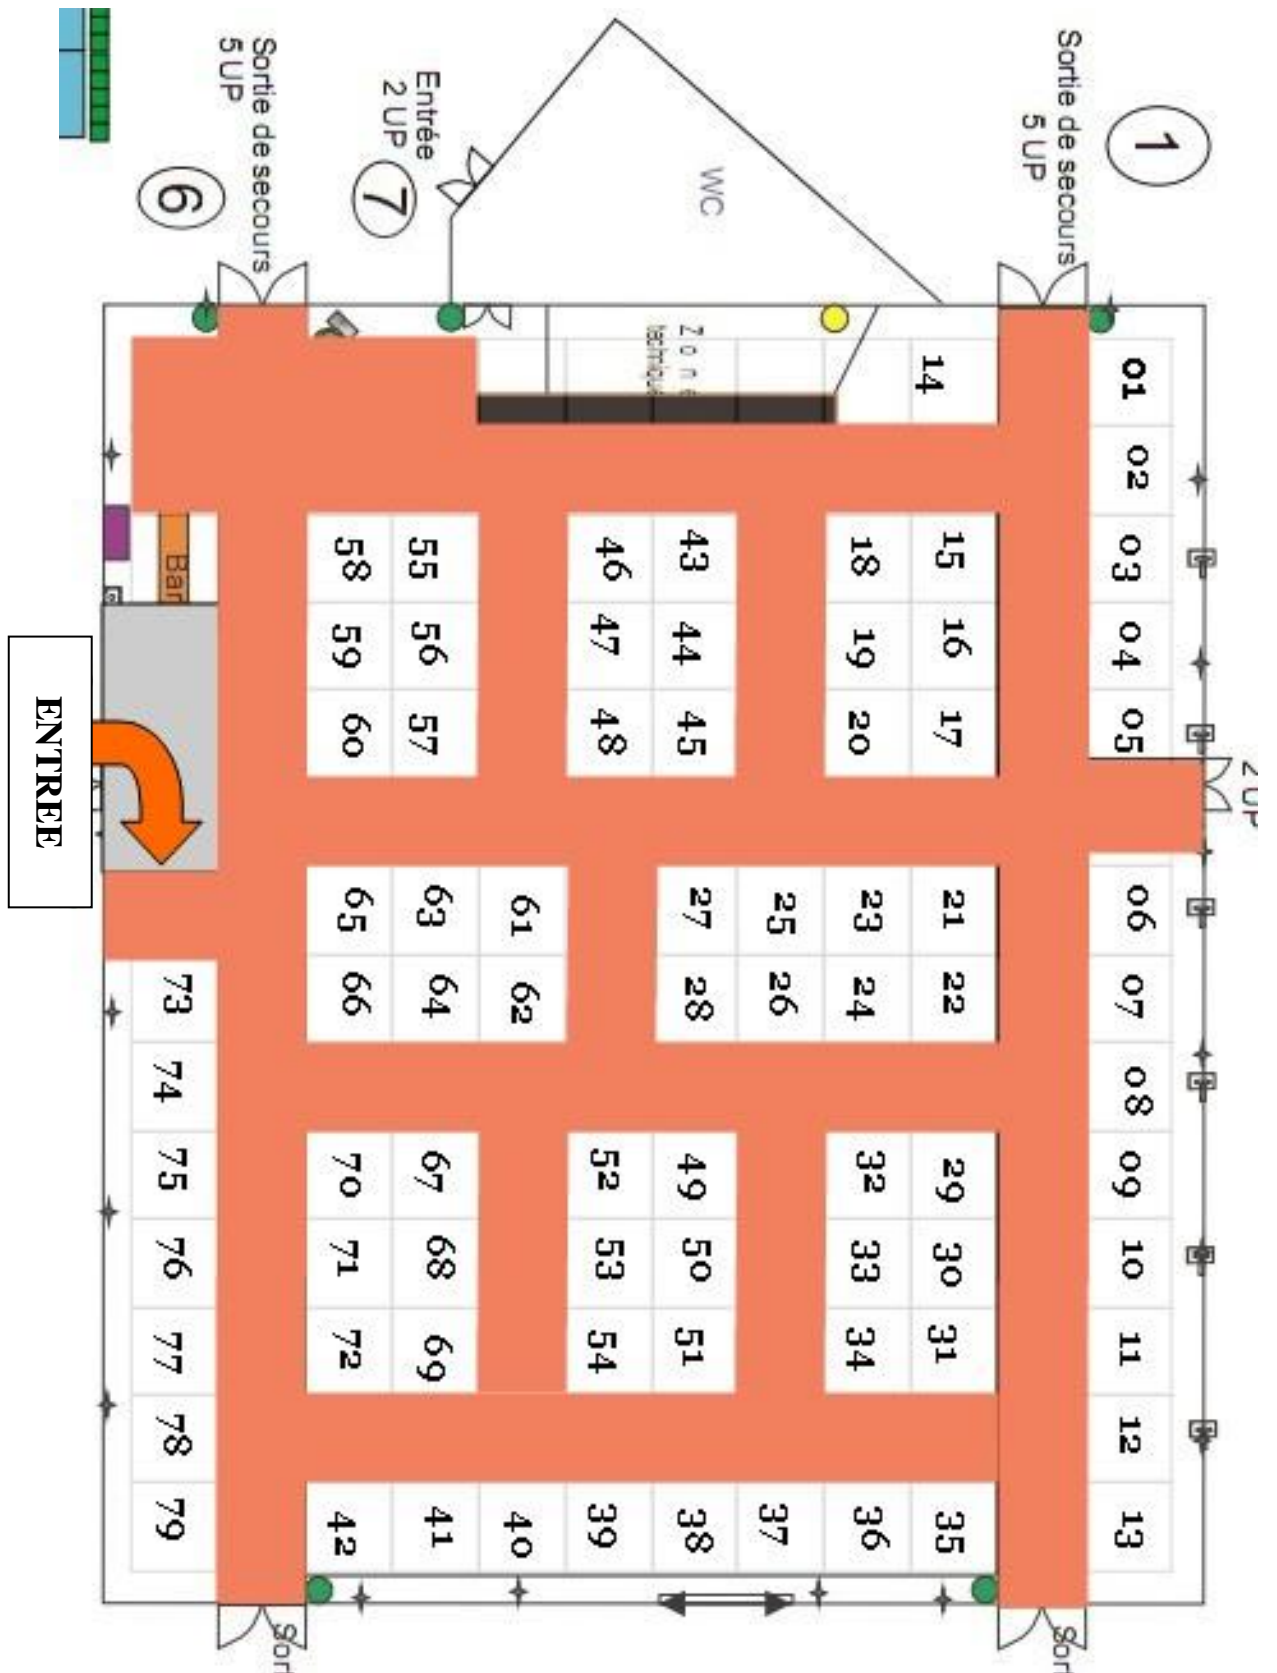 2 UP
1
01 02 03 04 05 06 07 08 09 10 11 12 13
Sortie de secours
5 UP
Sort
14 15 16 17 21 22 29 30 31 35
18 19 20 23 24 32 33 34 36
25 26 37
WC
Zone
technique
43 44 45 27 28 49 50 51 38
46 47 48 52 53 54 39
61 62 40
Entrée
2 UP
7
55 56 57 63 64 67 68 69 41
58 59 60 65 66 70 71 72 42
Sortie de secours
5 UP
Sort
6
Bar
73 74 75 76 77 78 79
ENTREE